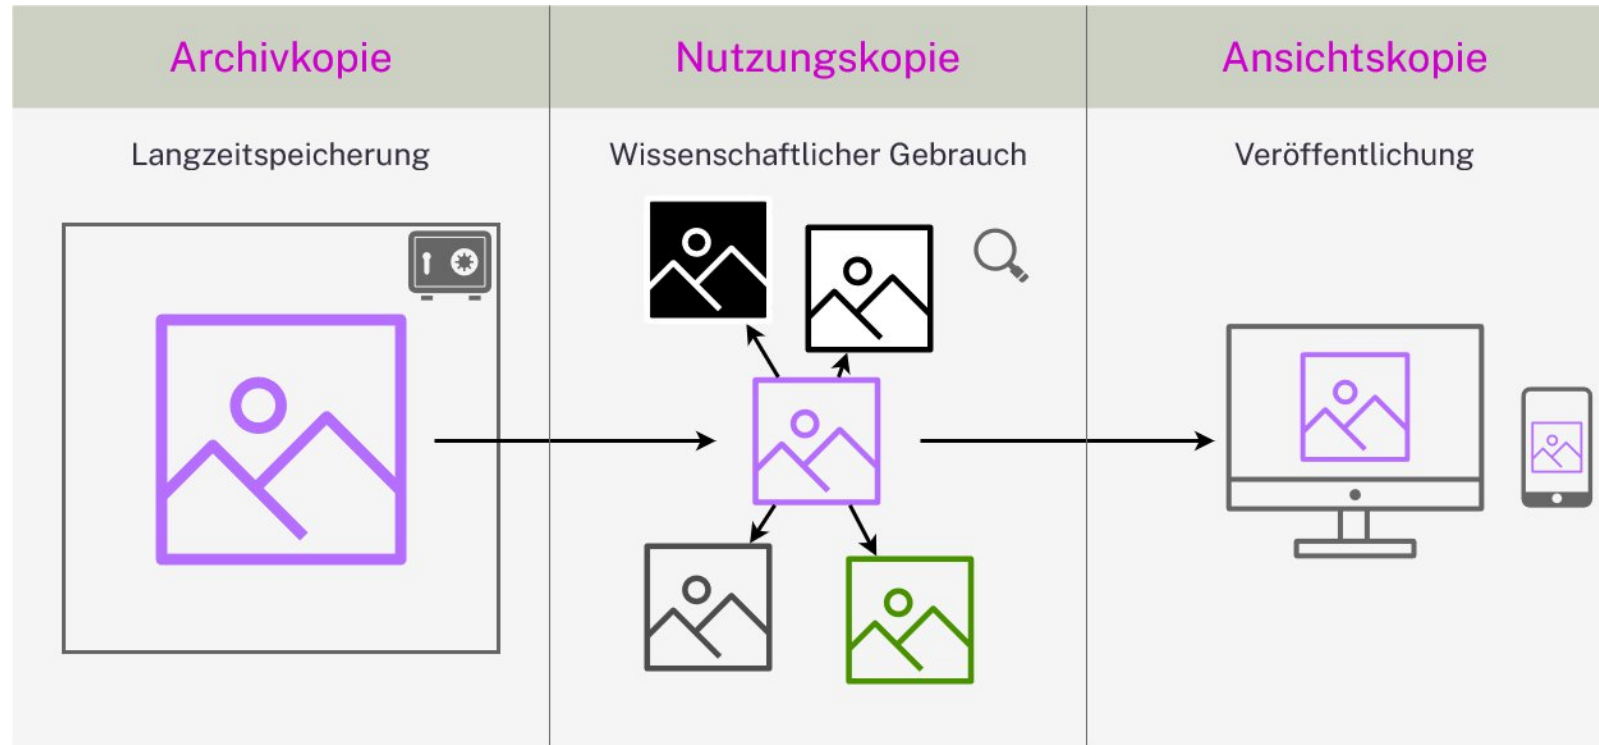 Archivkopie
Nutzungskopie
Ansichtskopie
Langzeitspeicherung
Wissenschaftlicher Gebrauch
Veröffentlichung